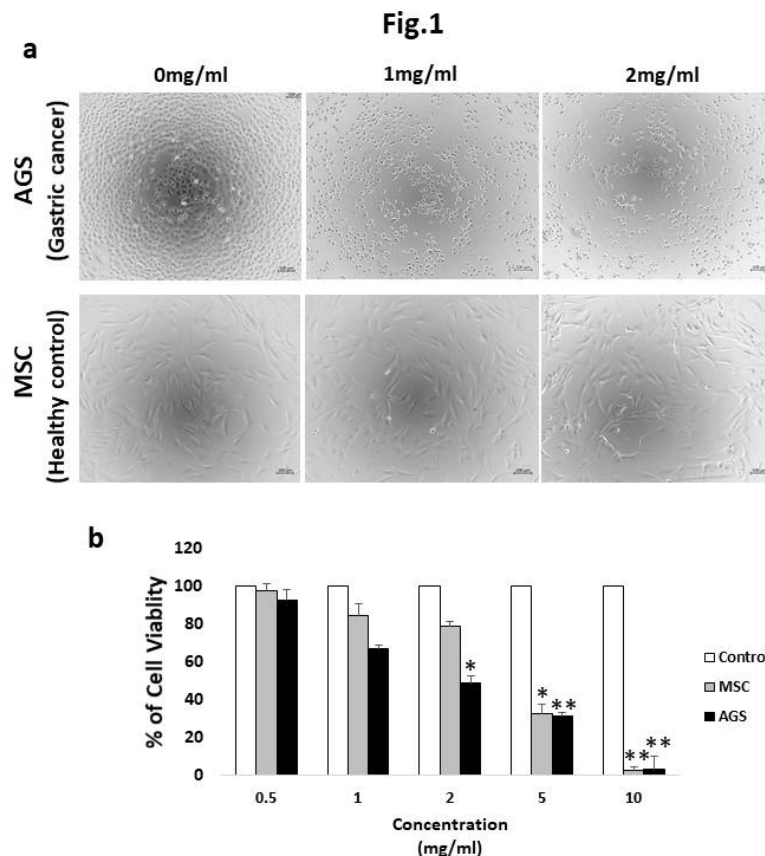 Fig.1
a
0mg/ml 1mg/ml 2mg/ml
AGS
(Gastric cancer)
MSC
(Healthy control)
b
% of Cell Viablity
120
100
80
60
40
20
0
* * ** ** **
0.5 1 2 5 10
Concentration
(mg/ml)
Control
MSC
AGS